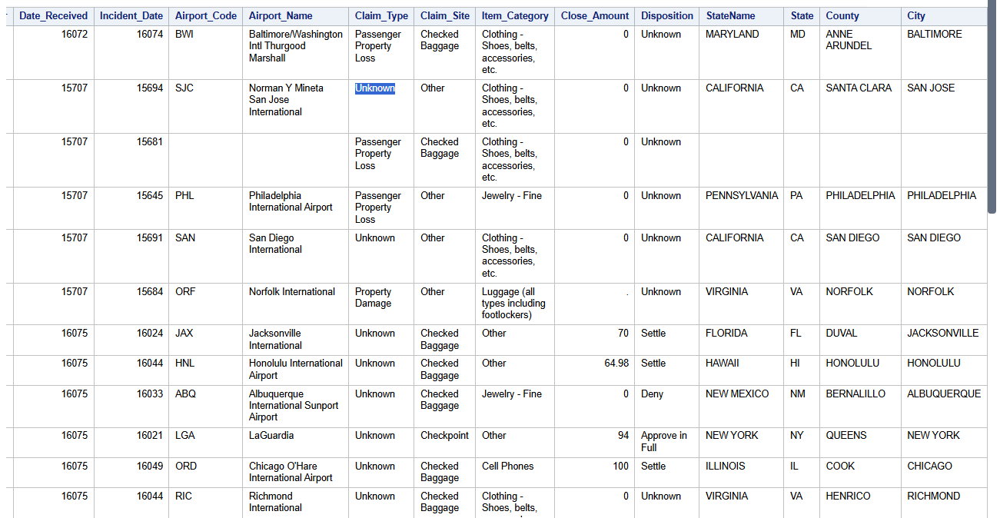 Date_Received Incident_Date Airport_Code Airport_Name Claim_Type Claim_Site Item_Category Close_Amount Disposition StateName State County City
16072 16074 BWI Baltimore/Washington Passenger Checked Clothing - 0 Unknown MARYLAND MD ANNE BALTIMORE
Intl Thurgood Property Baggage Shoes, belts, ARUNDEL
Marshall Loss accessories,
etc.
15707 15694 SJC Norman Y Mineta Unknown Other Clothing - 0 Unknown CALIFORNIA CA SANTA CLARA SAN JOSE
San Jose Shoes, belts,
International accessories,
etc.
15707 15681 Passenger Checked Clothing - 0 Unknown
Property Baggage Shoes, belts,
Loss accessories,
etc.
15707 15645 PHL Philadelphia Passenger Other Jewelry - Fine 0 Unknown PENNSYLVANIA PA PHILADELPHIA PHILADELPHIA
International Airport Property
Loss
15707 15691 SAN San Diego Unknown Other Clothing - 0 Unknown CALIFORNIA CA SAN DIEGO SAN DIEGO
International Shoes, belts,
accessories,
etc.
15707 15684 ORF Norfolk International Property Other Luggage (all . Unknown VIRGINIA VA NORFOLK NORFOLK
Damage types including
footlockers)
16075 16024 JAX Jacksonville Unknown Checked Other 70 Settle FLORIDA FL DUVAL JACKSONVILLE
International Baggage
16075 16044 HNL Honolulu International Unknown Checked Other 64.98 Settle HAWAII HI HONOLULU HONOLULU
Airport Baggage
16075 16033 ABQ Albuquerque Unknown Checked Jewelry - Fine 0 Deny NEW MEXICO NM BERNALILLO ALBUQUERQUE
International Sunport Baggage
Airport
16075 16021 LGA LaGuardia Unknown Checkpoint Other 94 Approve in NEW YORK NY QUEENS NEW YORK
Full
16075 16049 ORD Chicago O'Hare Unknown Checked Cell Phones 100 Settle ILLINOIS IL COOK CHICAGO
International Airport Baggage
16075 16044 RIC Richmond Unknown Checked Clothing - 0 Unknown VIRGINIA VA HENRICO RICHMOND
International Baggage Shoes, belts,